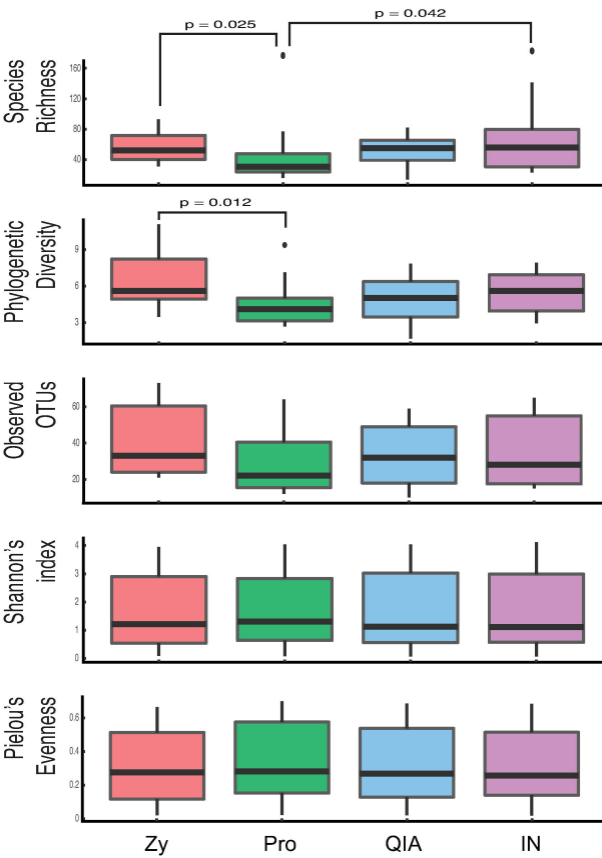 p = 0.025
p = 0.042
Species
Richness
160
120
80
40
p = 0.012
Phylogenetic
Diversity
9
6
3
Observed
OTUs
60
40
20
Shannon's
index
4
3
2
1
0
Pielou's
Evenness
0.6
0.4
0.2
0
Zy Pro QIA IN